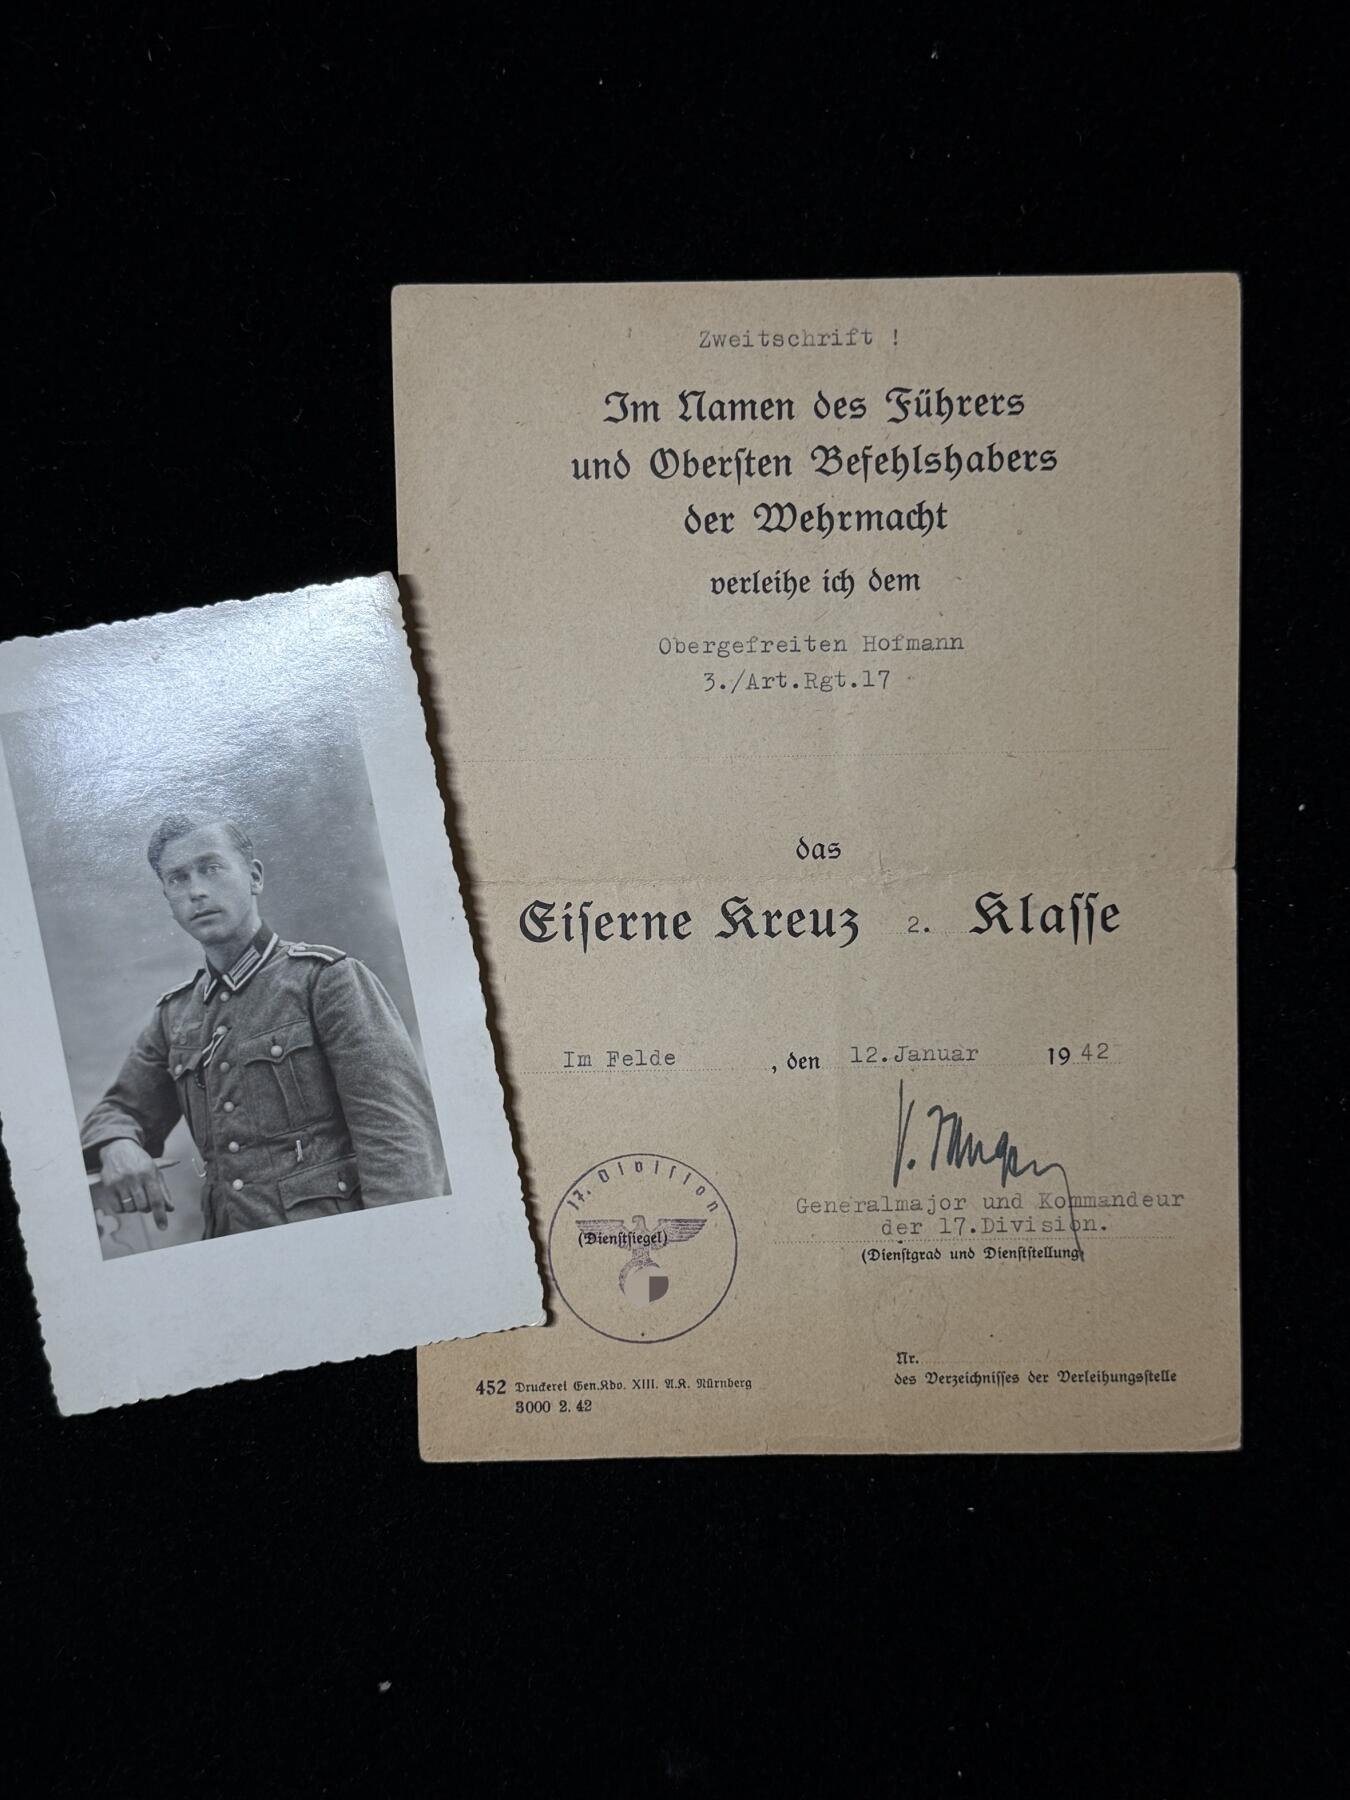 Zweitschrift !
Im Namen des Führers
und Obersten Befehlshabers
der Wehrmacht
verleihe ich dem
Obergefreiten Hofmann
3./Art.Rgt.17
das
Eiserne Kreuz 2. Klasse
Im Felde , den 12.Januar 19 42
17. Division
(Dienstsiegel)
Generalmajor und Kommandeur
der 17.Division.
(Dienstgrad und Dienststellung)
Nr.
des Verzeichnisses der Verleihungsstelle
452 Druckerei Gen.Kdo. XIII. A.K. Nürnberg
3000 2. 42